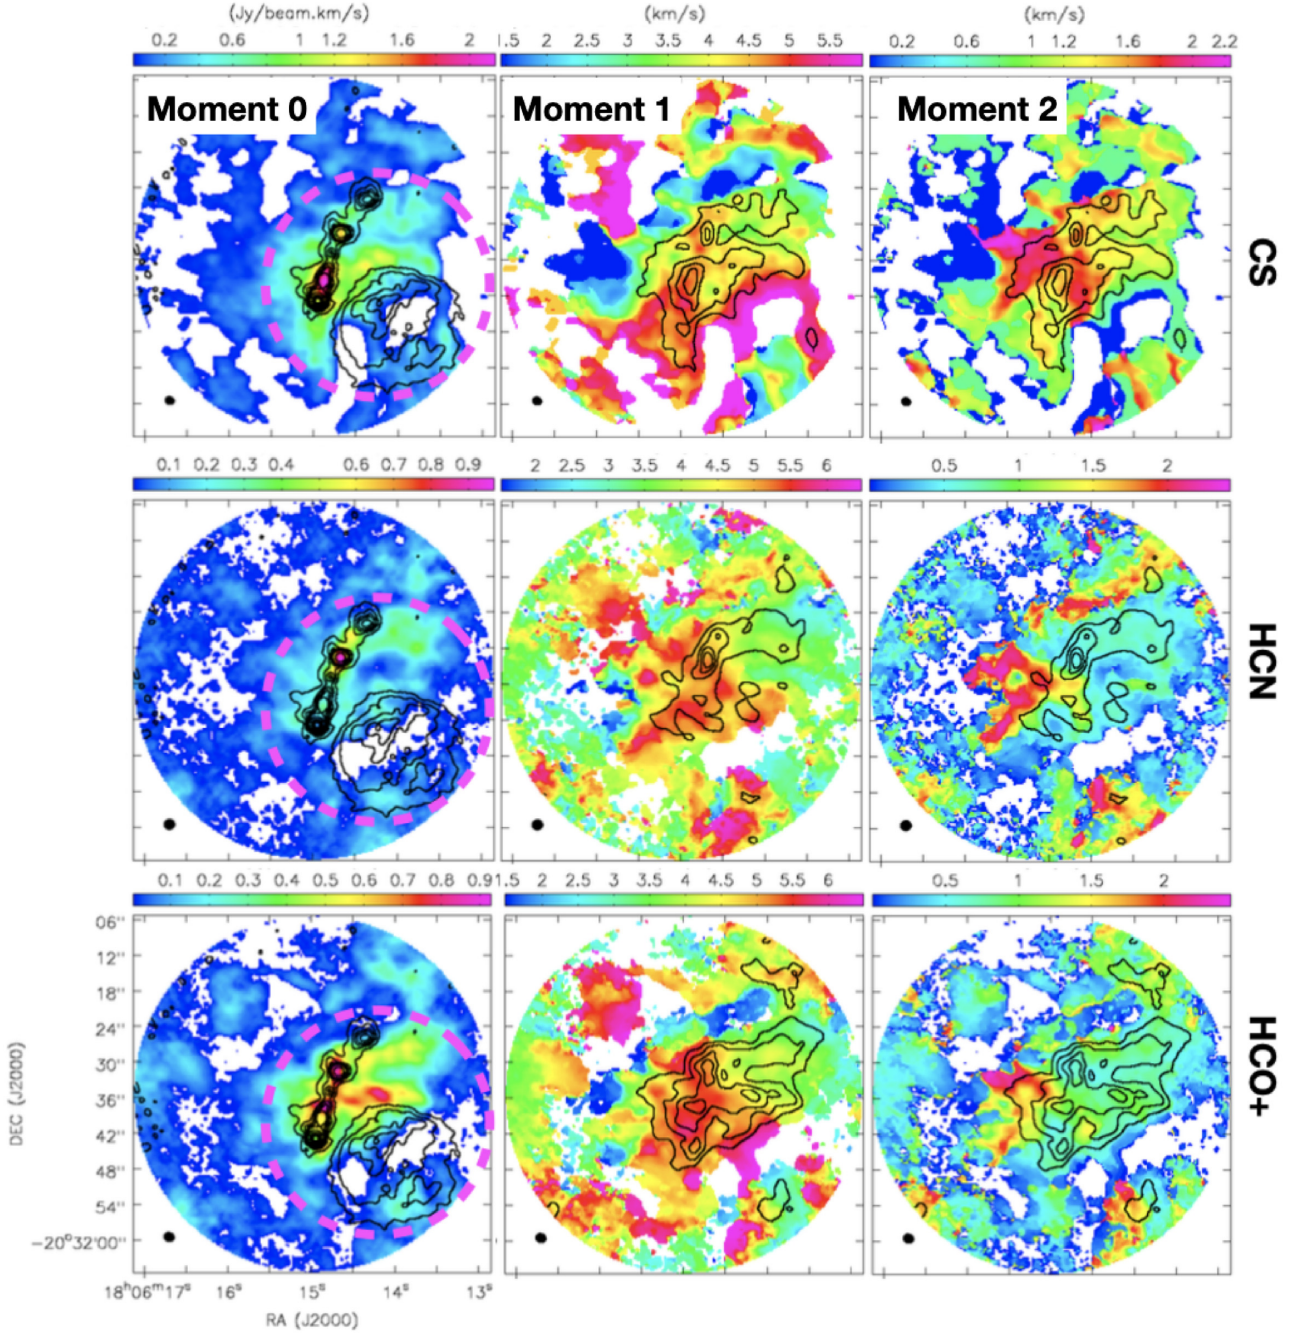 (Jy/beam.km/s) (km/s) (km/s)
0.2 0.6 1 1.2 1.6 2 1.5 2 2.5 3 3.5 4 4.5 5 5.5 0.2 0.6 1 1.2 1.6 2 2.2
Moment 0 Moment 1 Moment 2
CS
0.1 0.2 0.3 0.4 0.6 0.7 0.8 0.9 2 2.5 3 3.5 4 4.5 5 5.5 6 0.5 1 1.5 2
HCN
0.1 0.2 0.3 0.4 0.5 0.6 0.7 0.8 0.9 1.5 2 2.5 3 3.5 4 4.5 5 5.5 6 0.5 1 1.5 2
HCO+
06"
12"
18"
24"
30"
36"
42"
48"
54"
−20°32'00"
DEC (J2000)
18ʰ06ᵐ17ˢ 16ˢ 15ˢ 14ˢ 13ˢ
RA (J2000)